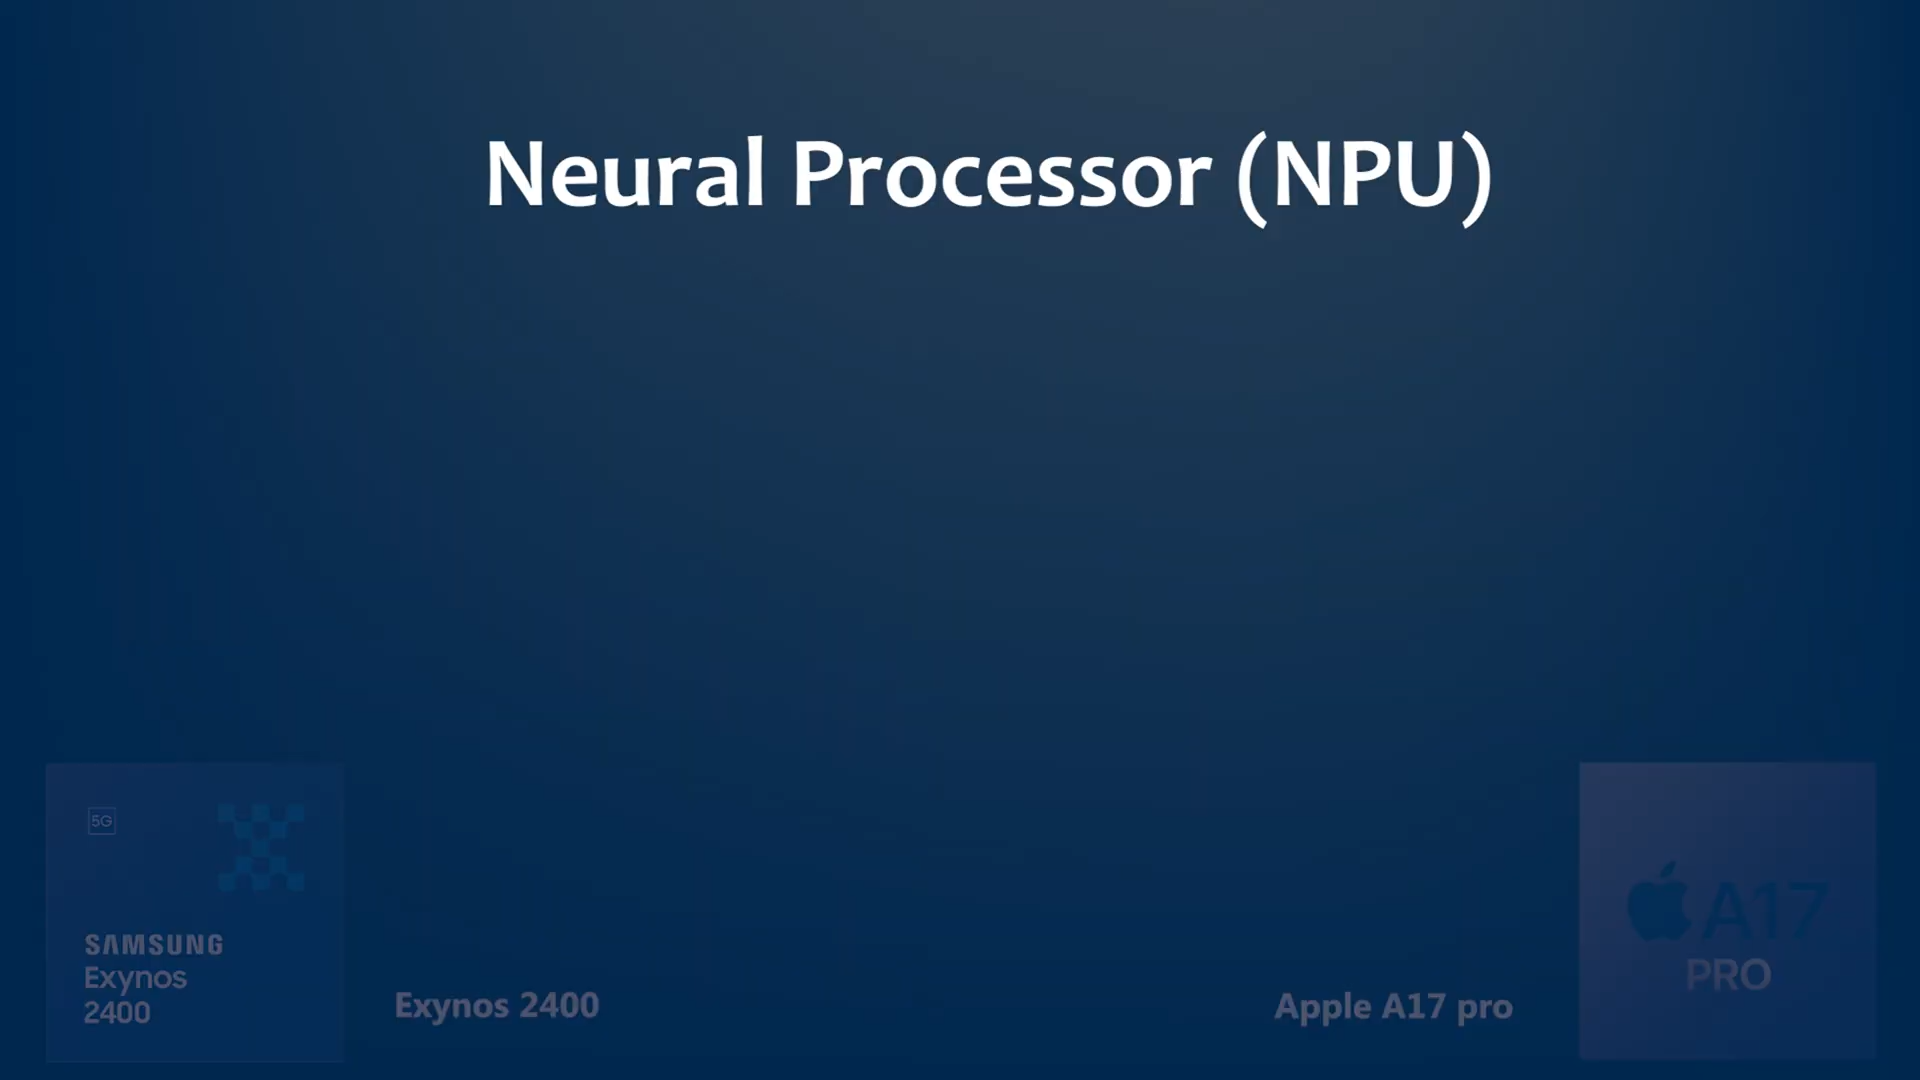 Neural Processor (NPU)
5G
SAMSUNG
Exynos
2400
Exynos 2400
Apple A17 pro
A17
PRO